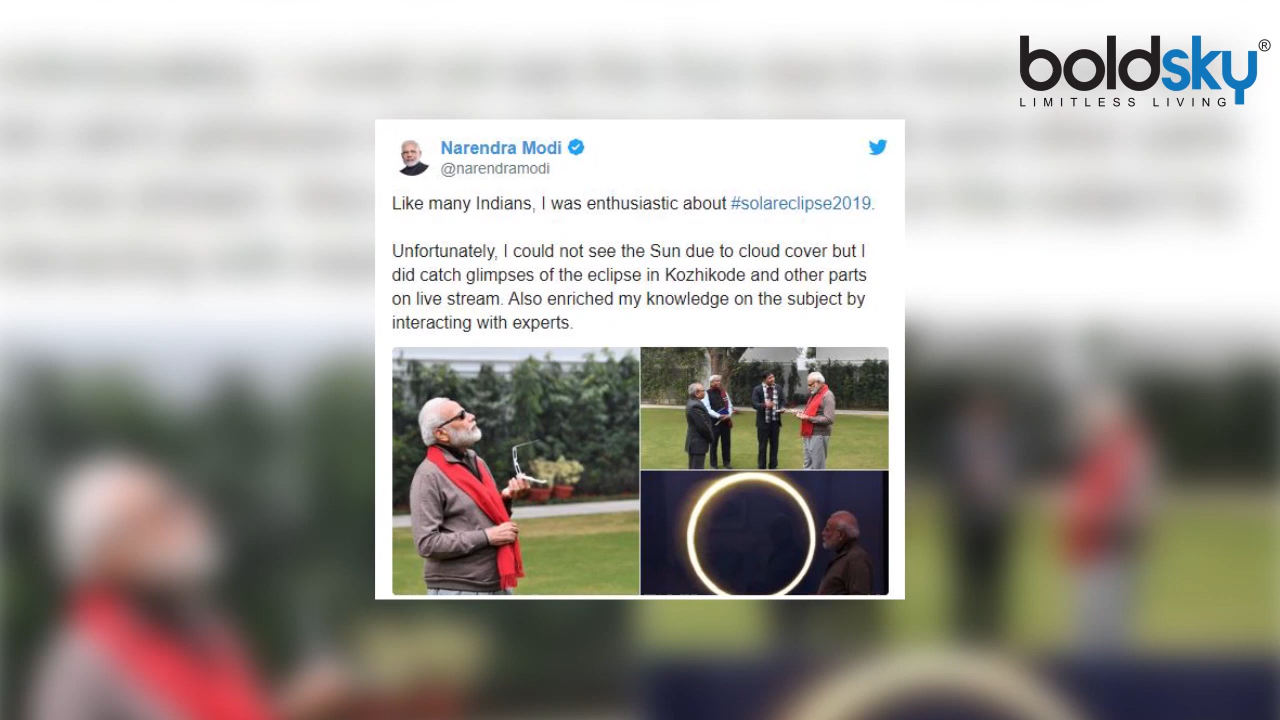 boldsky®
LIMITLESS LIVING
Narendra Modi
@narendramodi
Like many Indians, I was enthusiastic about #solareclipse2019.
Unfortunately, I could not see the Sun due to cloud cover but I
did catch glimpses of the eclipse in Kozhikode and other parts
on live stream. Also enriched my knowledge on the subject by
interacting with experts.